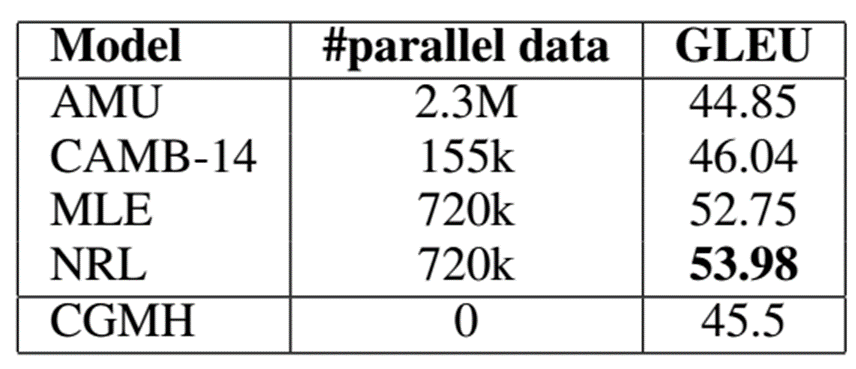 Model #parallel data GLEU
AMU 2.3M 44.85
CAMB-14 155k 46.04
MLE 720k 52.75
NRL 720k 53.98
CGMH 0 45.5